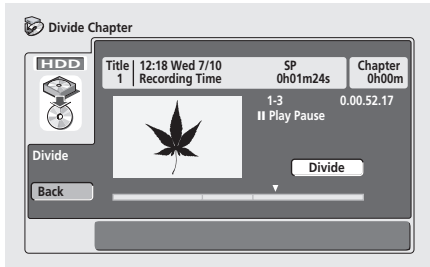 Divide Chapter
HDD
Title 12:18 Wed 7/10 SP Chapter
1 Recording Time 0h01m24s 0h00m
1-3 0.00.52.17
Play Pause
Divide
Divide
Back